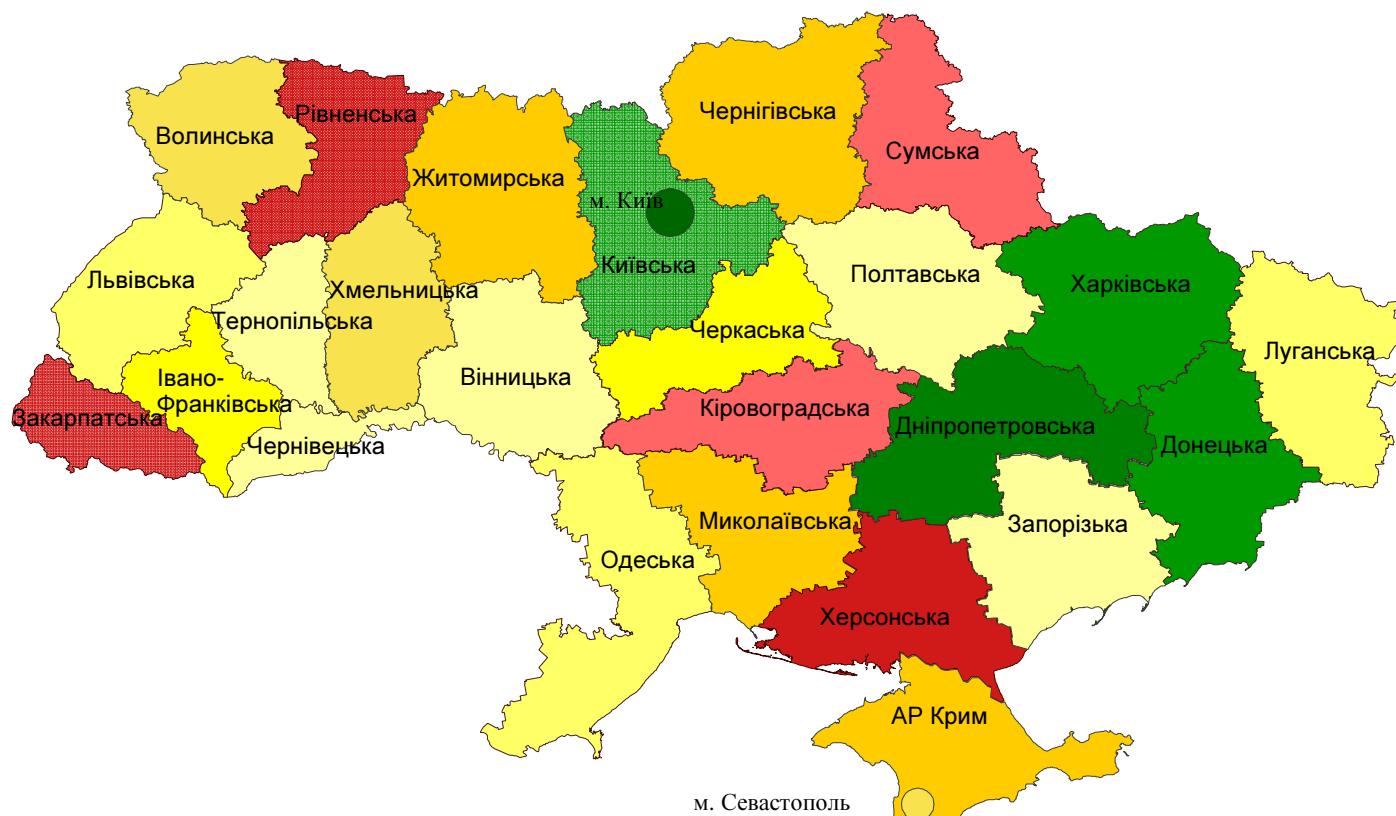 Чернігівська
Рівненська
Волинська
Сумська
Житомирська
м. Київ
Київська
Полтавська
Львівська
Харківська
Хмельницька
Тернопільська
Черкаська
Луганська
Івано-
Франківська
Вінницька
Закарпатська
Кіровоградська
Дніпропетровська
Чернівецька
Донецька
Миколаївська
Запорізька
Одеська
Херсонська
АР Крим
м. Севастополь